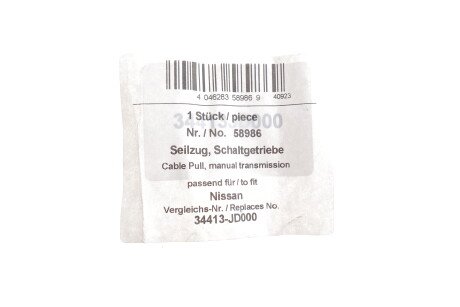 4 046263 58986 9 40923
1 Stück / piece
Nr. / No. 58986
Seilzug, Schaltgetriebe
Cable Pull, manual transmission
passend für / to fit
Nissan
Vergleichs-Nr. / Replaces No.
34413-JD000